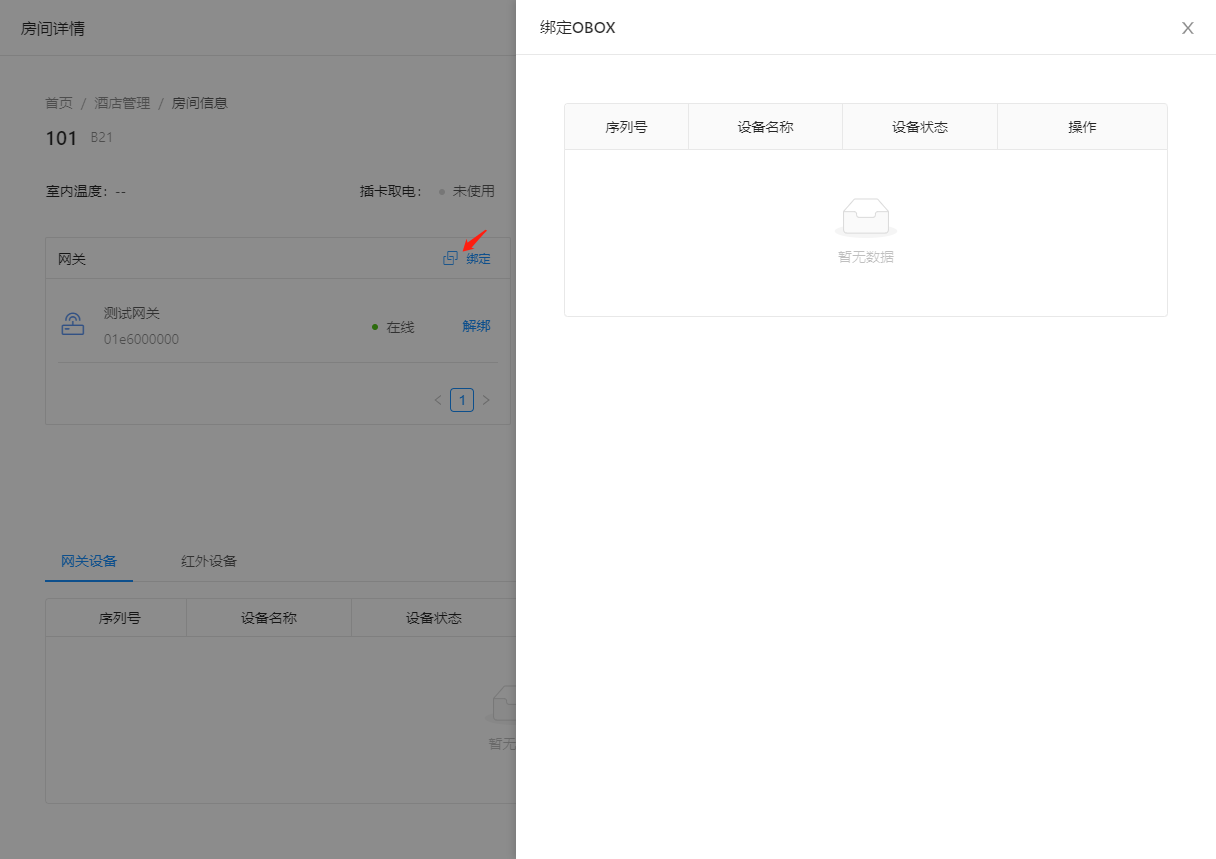 房间详情
首页 / 酒店管理 / 房间信息
101 B21
室内温度: -- 插卡取电: 未使用
网关 绑定
测试网关
01e6000000
在线 解绑
< 1 >
网关设备 红外设备
序列号 设备名称 设备状态
暂无
绑定OBOX X
序列号 设备名称 设备状态 操作
暂无数据